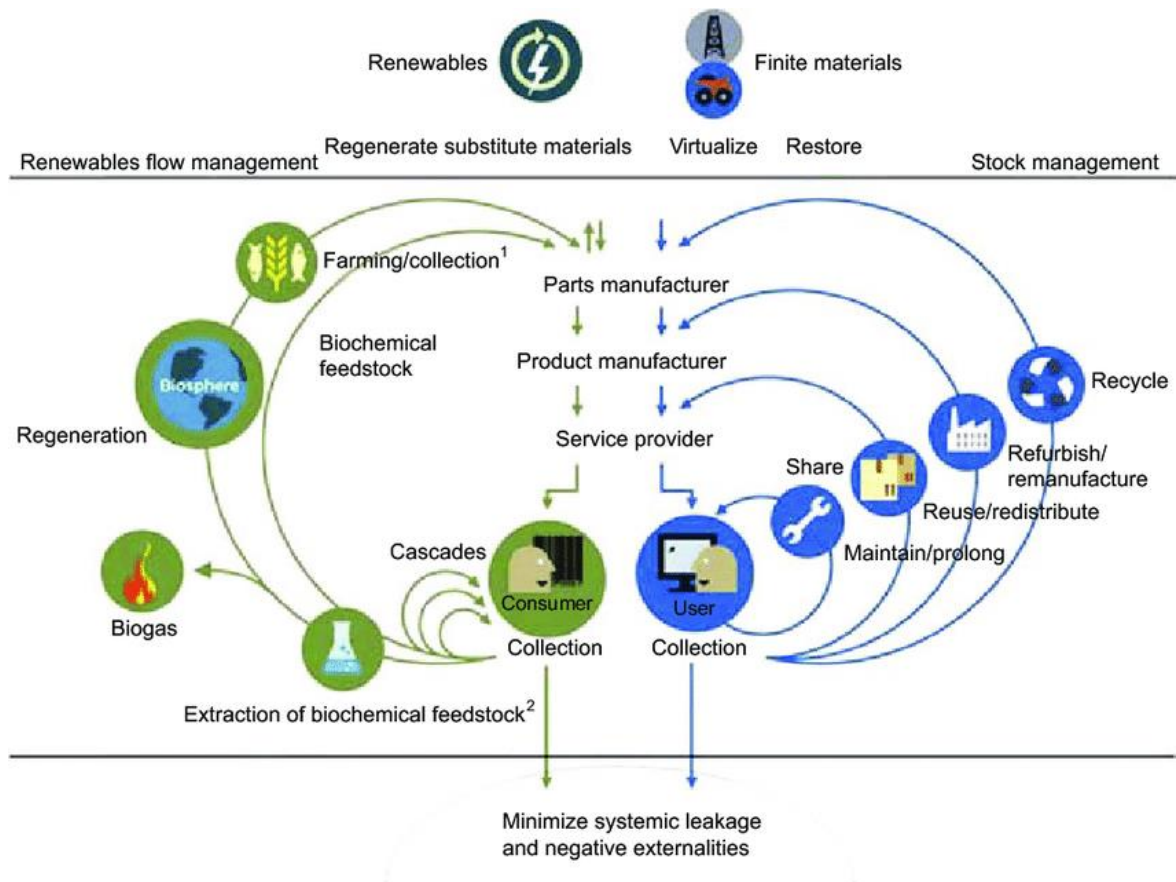 Renewables
Finite materials
Regenerate substitute materials
Virtualize
Restore
Renewables flow management
Stock management
Farming/collection¹
Parts manufacturer
Biochemical
feedstock
Product manufacturer
Biosphere
Recycle
Regeneration
Service provider
Refurbish/
remanufacture
Share
Reuse/redistribute
Cascades
Maintain/prolong
Consumer
User
Biogas
Collection
Collection
Extraction of biochemical feedstock²
Minimize systemic leakage
and negative externalities